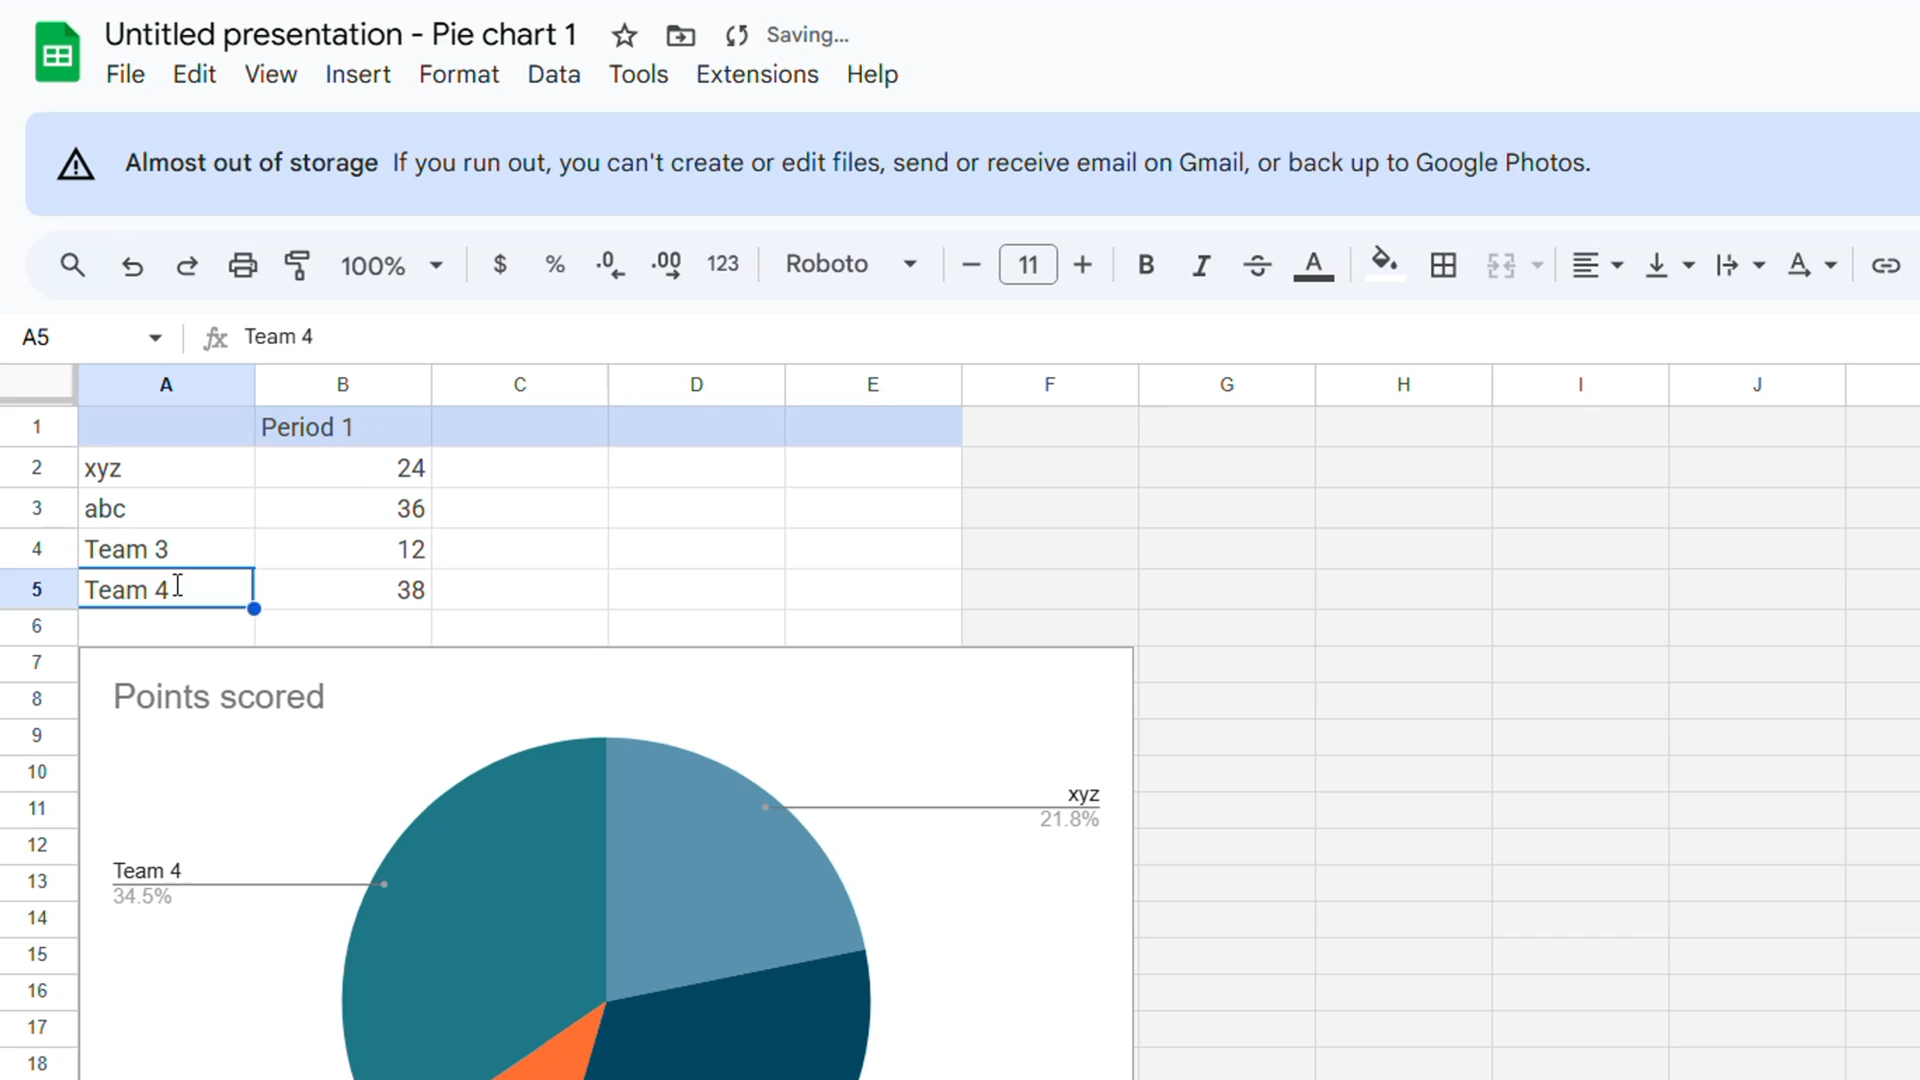 Untitled presentation - Pie chart 1 Saving...
File Edit View Insert Format Data Tools Extensions Help
Almost out of storage If you run out, you can't create or edit files, send or receive email on Gmail, or back up to Google Photos.
100% $ % .0 .00 123 Roboto 11 B I A A
A5 fx Team 4
A B C D E F G H I J
1 Period 1
2 xyz 24
3 abc 36
4 Team 3 12
5 Team 4 38
6
7
8 Points scored
9
10
11 xyz
21.8%
12
13 Team 4
34.5%
14
15
16
17
18